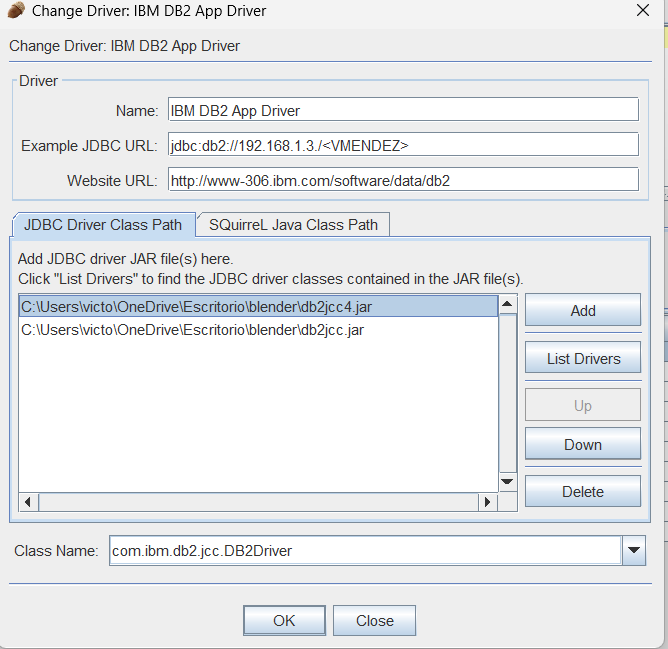 Change Driver: IBM DB2 App Driver
Change Driver: IBM DB2 App Driver
Driver
Name: IBM DB2 App Driver
Example JDBC URL: jdbc:db2://192.168.1.3./<VMENDEZ>
Website URL: http://www-306.ibm.com/software/data/db2
JDBC Driver Class Path SQuirreL Java Class Path
Add JDBC driver JAR file(s) here.
Click "List Drivers" to find the JDBC driver classes contained in the JAR file(s).
C:\Users\victo\OneDrive\Escritorio\blender\db2jcc4.jar
C:\Users\victo\OneDrive\Escritorio\blender\db2jcc.jar
Add
List Drivers
Up
Down
Delete
Class Name: com.ibm.db2.jcc.DB2Driver
OK Close